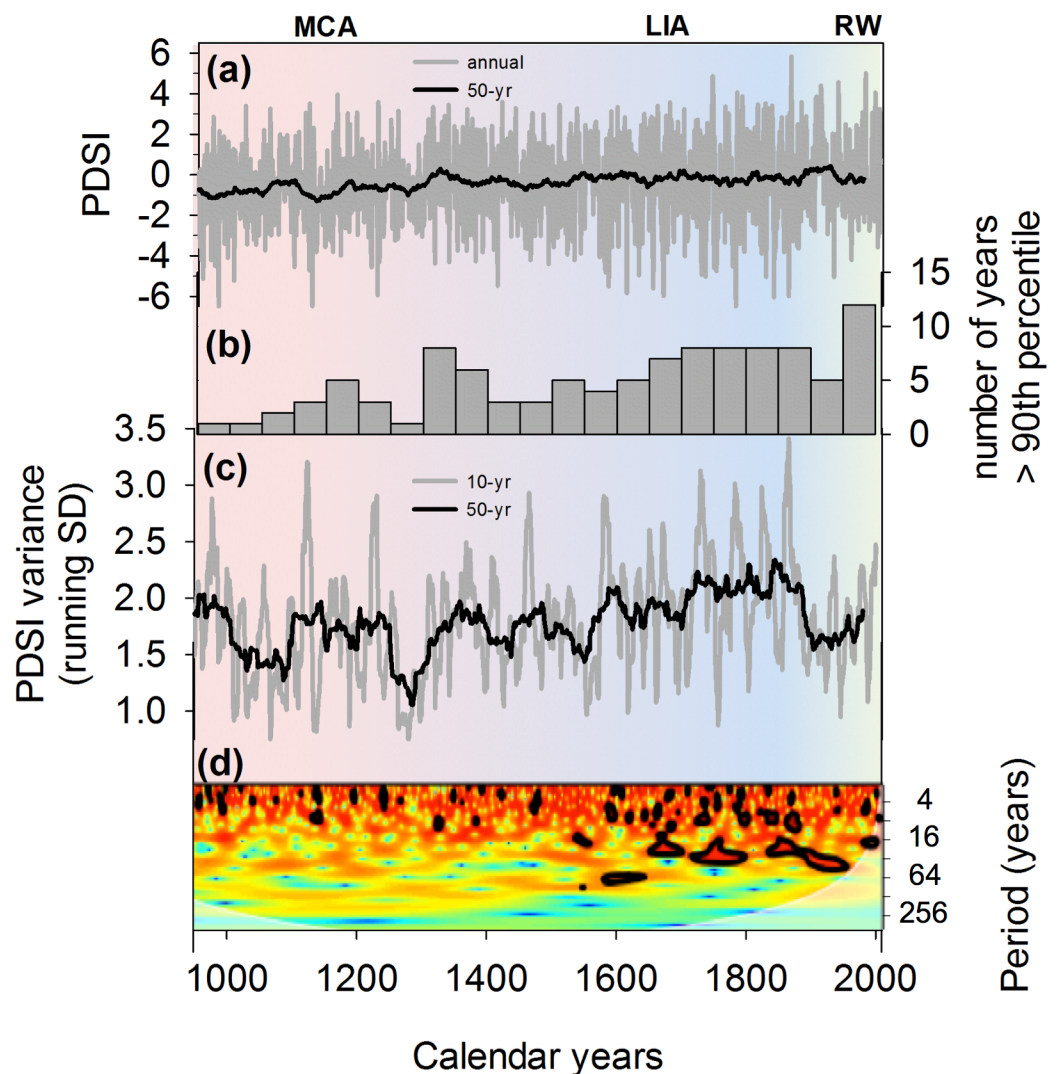 MCA LIA RW
(a)
annual
50-yr
6
4
2
0
-2
-4
-6
PDSI
(b)
15
10
5
0
number of years
> 90th percentile
(c)
10-yr
50-yr
3.5
3.0
2.5
2.0
1.5
1.0
PDSI variance
(running SD)
(d)
4
16
64
256
Period (years)
1000 1200 1400 1600 1800 2000
Calendar years